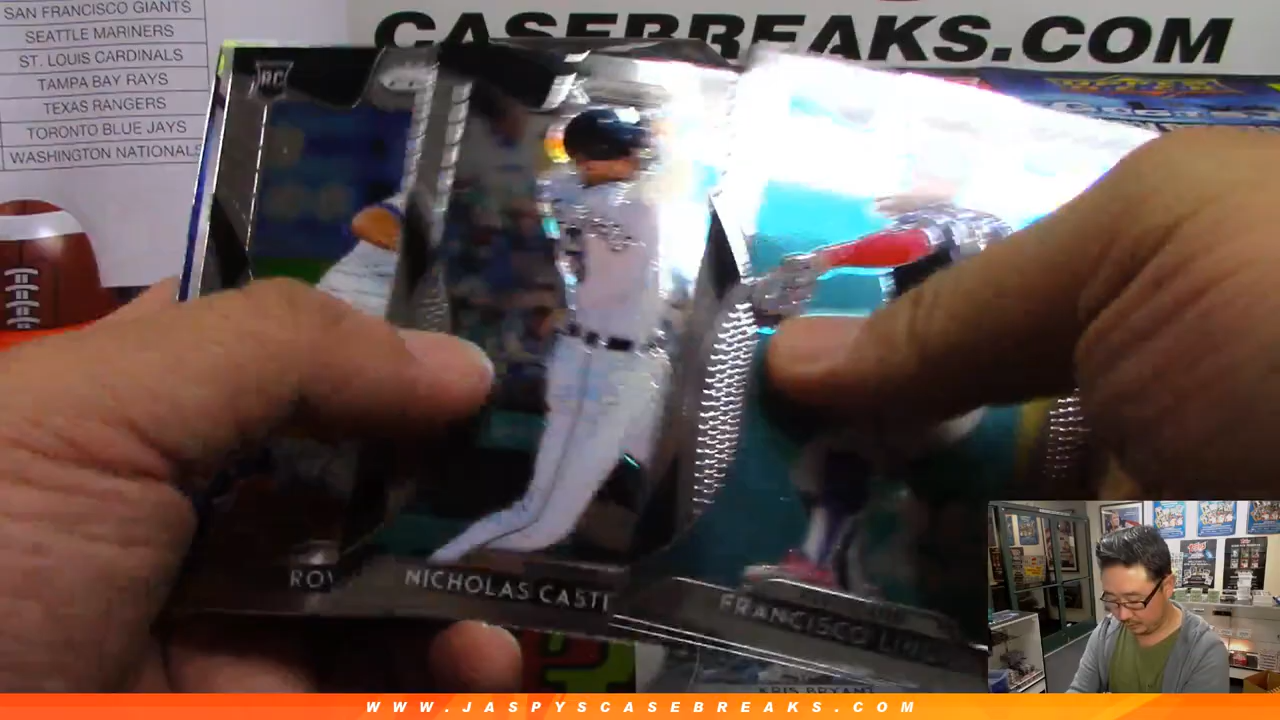 SAN FRANCISCO GIANTS
SEATTLE MARINERS
ST. LOUIS CARDINALS
TAMPA BAY RAYS
TEXAS RANGERS
TORONTO BLUE JAYS
WASHINGTON NATIONALS
CASEBREAKS.COM
RC
NICHOLAS CASTI
FRANCISCO
KRIS BRYANT
WWW.JASPYSCASEBREAKS.COM